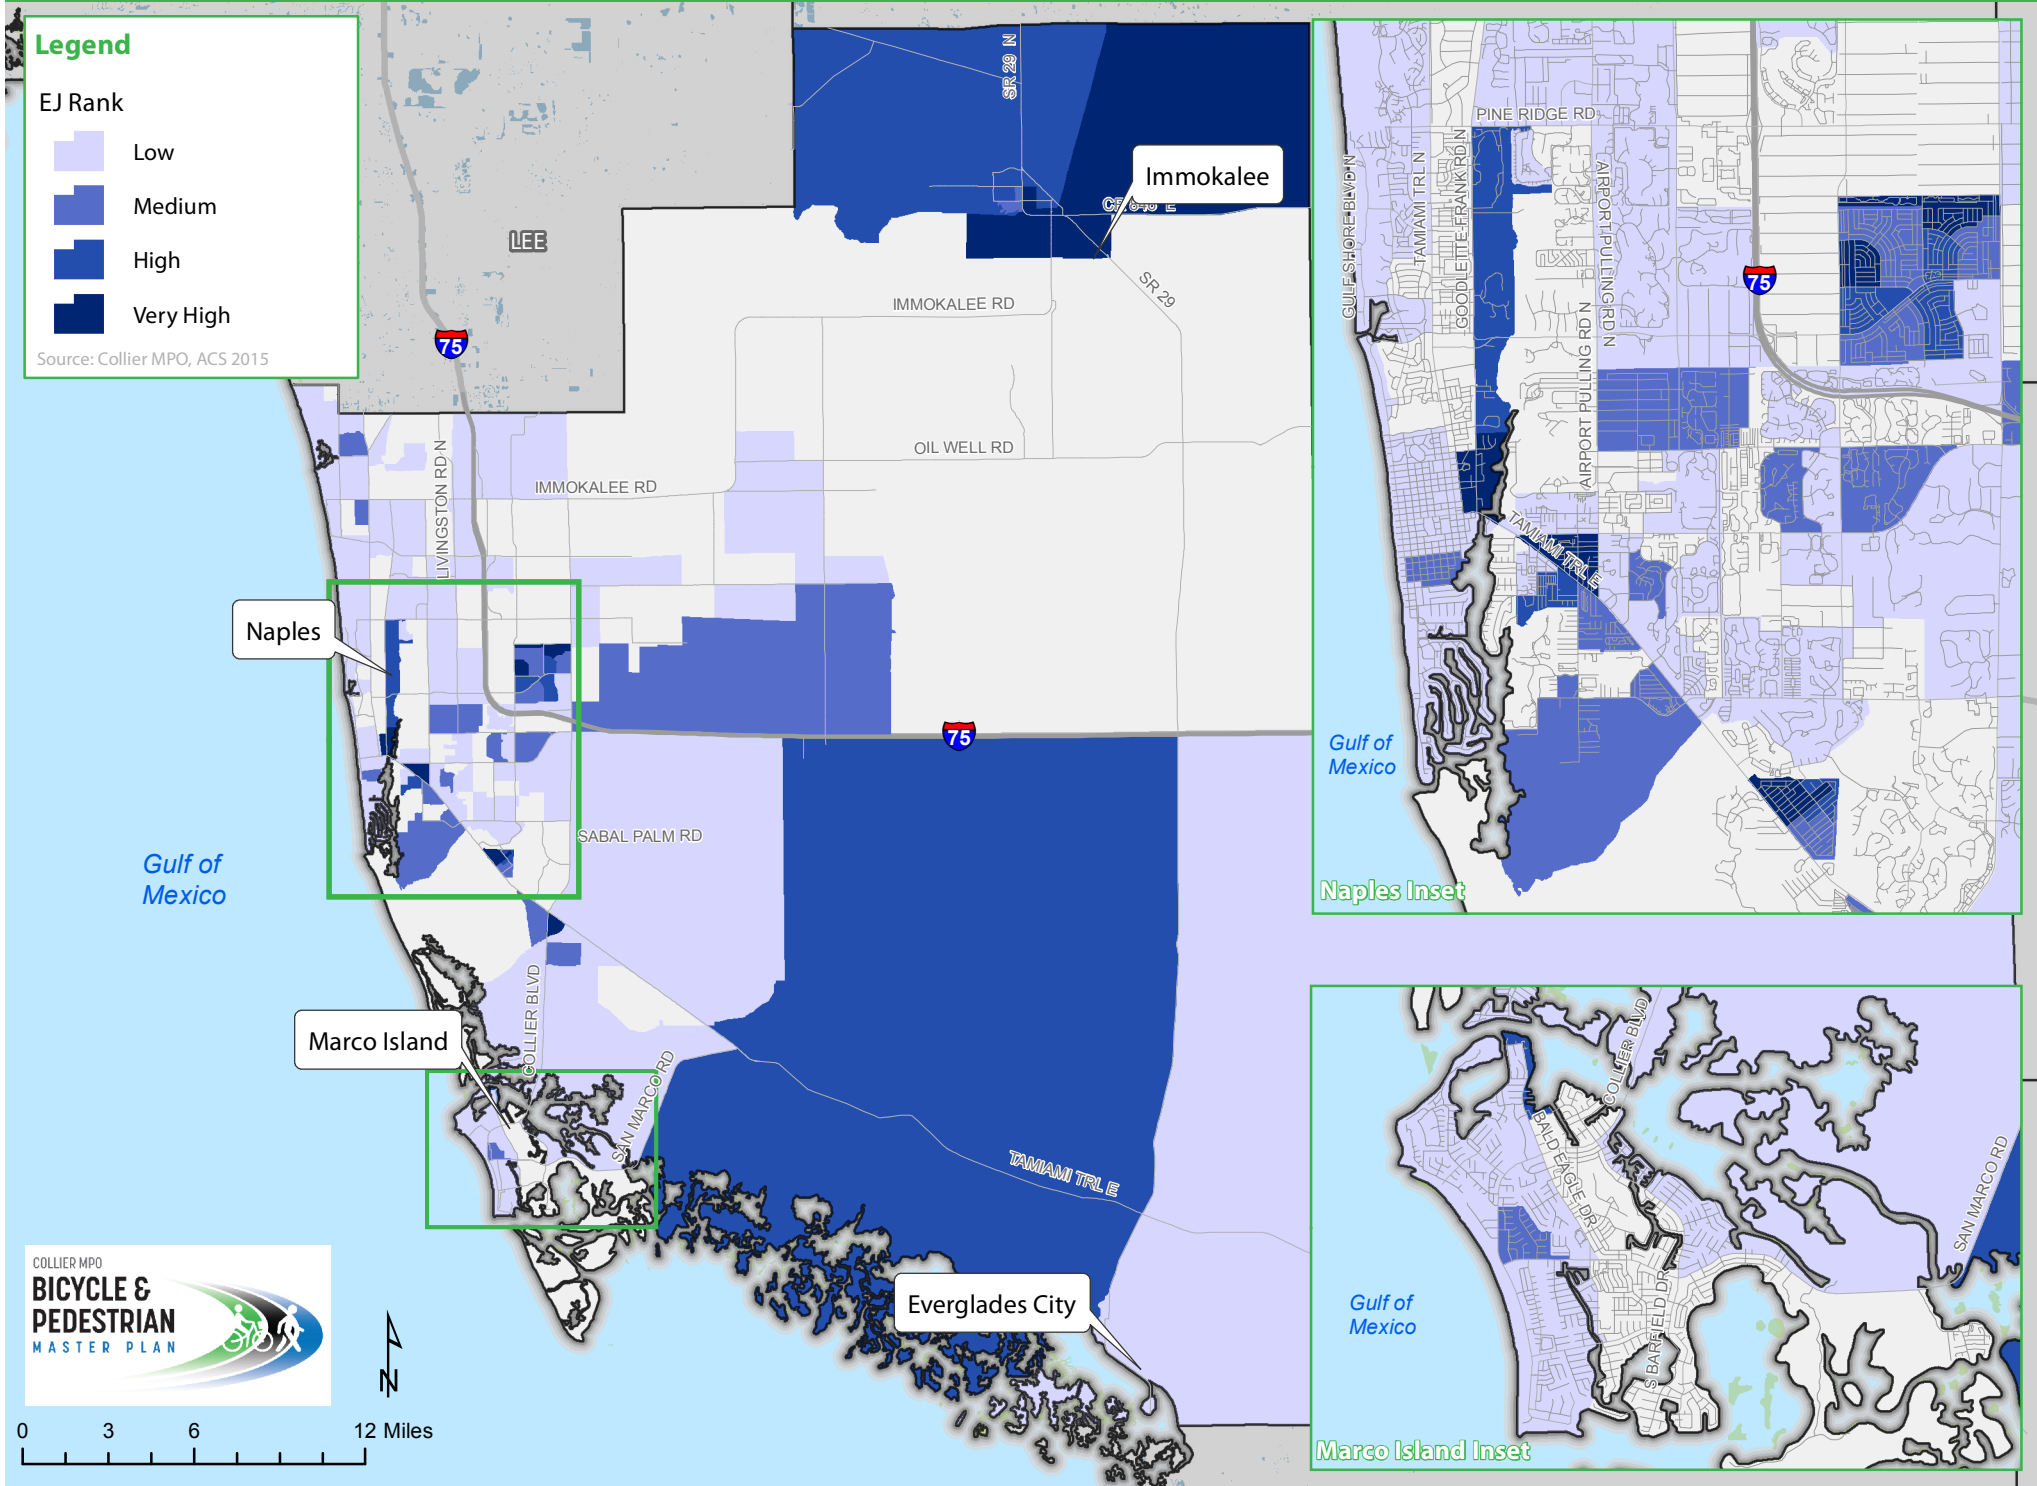 Legend
EJ Rank
Low
Medium
High
Very High
Source: Collier MPO, ACS 2015
LEE
75
SR 29 N
Immokalee
SR 29
IMMOKALEE RD
OIL WELL RD
IMMOKALEE RD
LIVINGSTON RD N
Naples
75
SABAL PALM RD
Gulf of
Mexico
COLLIER BLVD
Marco Island
SAN MARCO RD
TAMIAMI TRL E
Everglades City
COLLIER MPO
BICYCLE &
PEDESTRIAN
MASTER PLAN
N
0 3 6 12 Miles
PINE RIDGE RD
GULF SHORE BLVD N
TAMIAMI TRL N
GOODLETTE-FRANK RD N
AIRPORT PULLING RD N
AIRPORT PULLING RD N
75
TAMIAMI TRL E
Gulf of
Mexico
Naples Inset
COLLIER BLVD
BALD EAGLE DR
SAN MARCO RD
S BARFIELD DR
Gulf of
Mexico
Marco Island Inset